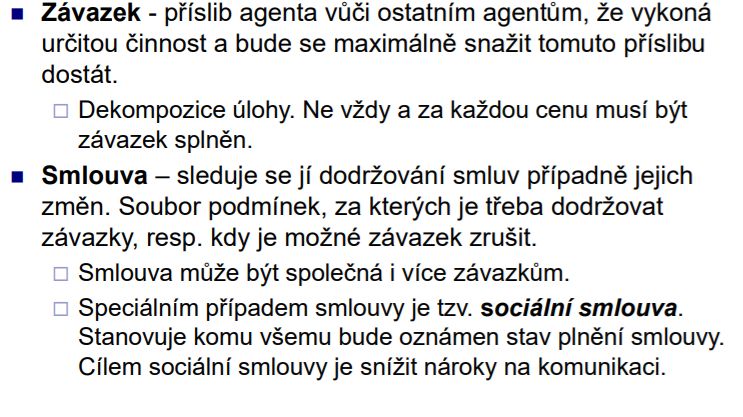 Závazek - příslib agenta vůči ostatním agentům, že vykoná
určitou činnost a bude se maximálně snažit tomuto příslibu
dostát.
Dekompozice úlohy. Ne vždy a za každou cenu musí být
závazek splněn.
Smlouva – sleduje se jí dodržování smluv případně jejich
změn. Soubor podmínek, za kterých je třeba dodržovat
závazky, resp. kdy je možné závazek zrušit.
Smlouva může být společná i více závazkům.
Speciálním případem smlouvy je tzv. sociální smlouva.
Stanovuje komu všemu bude oznámen stav plnění smlouvy.
Cílem sociální smlouvy je snížit nároky na komunikaci.